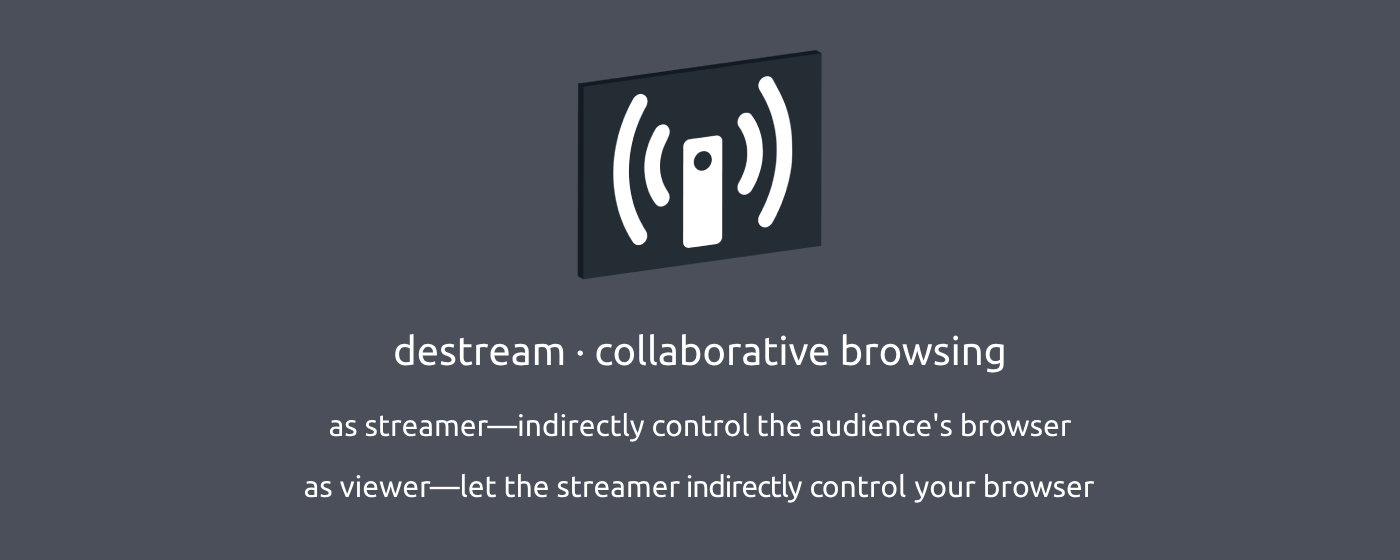 destream · collaborative browsing
as streamer—indirectly control the audience's browser
as viewer—let the streamer indirectly control your browser